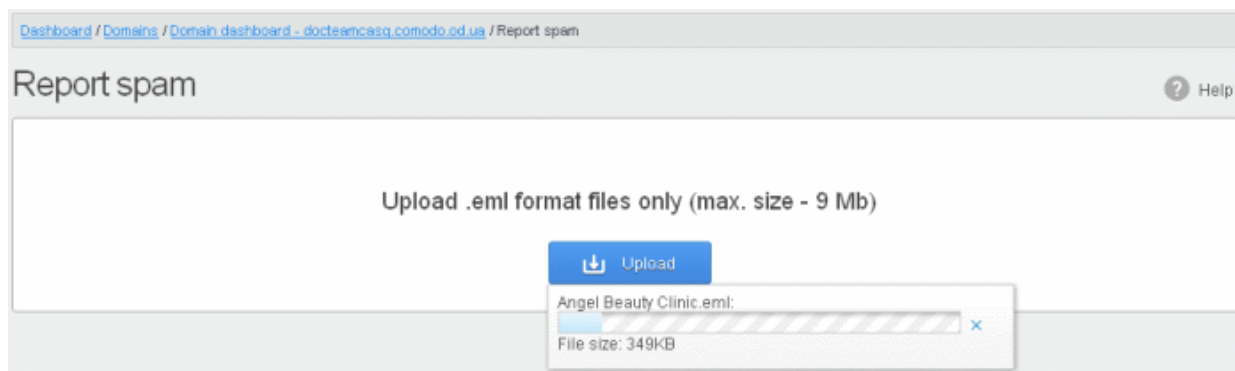 Dashboard / Domains / Domain dashboard - docteamcasq.comodo.od.ua / Report spam
Report spam
Help
Upload .eml format files only (max. size - 9 Mb)
Upload
Angel Beauty Clinic.eml:
File size: 349KB